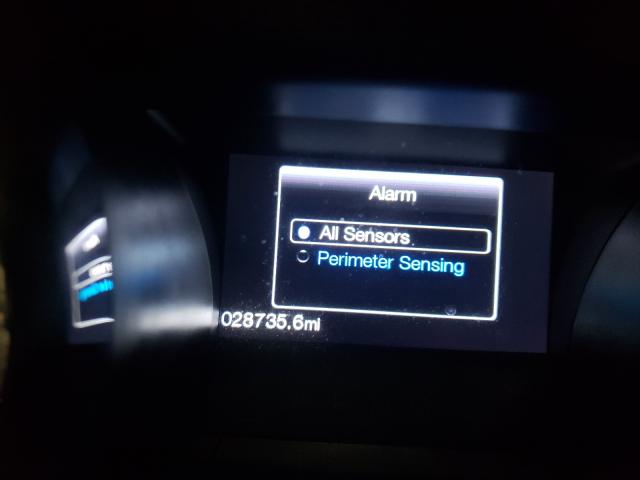 Alarm
All Sensors
Perimeter Sensing
028735.6mi